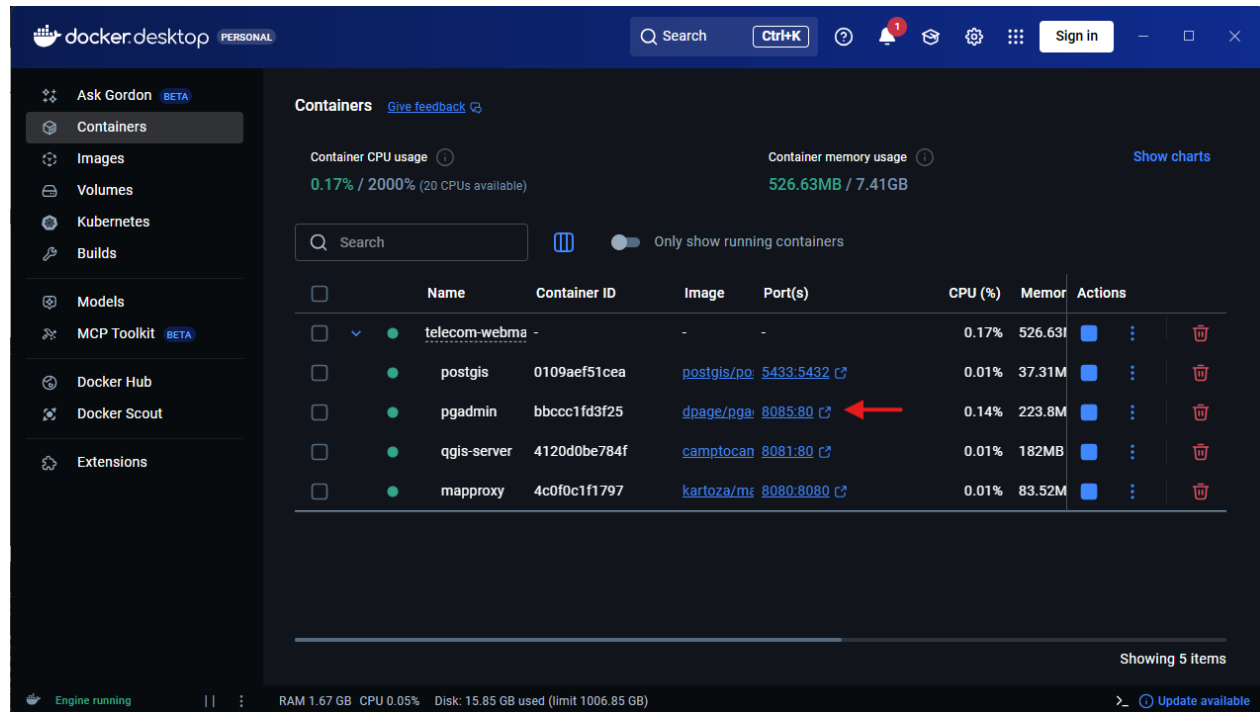 docker.desktop PERSONAL Search Ctrl+K 1 Sign in
Ask Gordon BETA
Containers
Images
Volumes
Kubernetes
Builds
Models
MCP Toolkit BETA
Docker Hub
Docker Scout
Extensions
Containers Give feedback
Container CPU usage Container memory usage Show charts
0.17% / 2000% (20 CPUs available) 526.63MB / 7.41GB
Search Only show running containers
Name Container ID Image Port(s) CPU (%) Memor Actions
telecom-webma - - - 0.17% 526.63
postgis 0109aef51cea postgis/po 5433:5432 0.01% 37.31M
pgadmin bbccc1fd3f25 dpage/pga 8085:80 0.14% 223.8M
qgis-server 4120d0be784f camptocan 8081:80 0.01% 182MB
mapproxy 4c0f0c1f1797 kartoza/ma 8080:8080 0.01% 83.52M
Showing 5 items
Engine running RAM 1.67 GB CPU 0.05% Disk: 15.85 GB used (limit 1006.85 GB) Update available